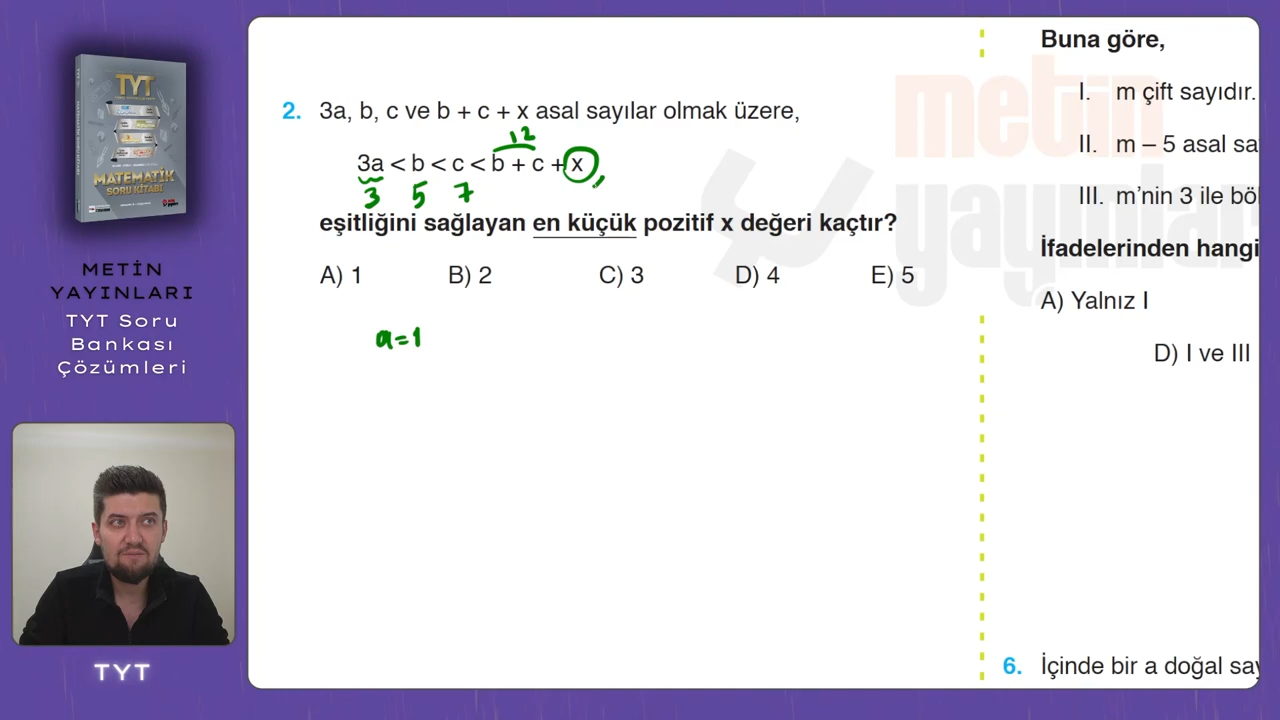 TYT
MATEMATİK
SORU KİTABI
METİN
YAYINLARI
TYT Soru
Bankası
Çözümleri
TYT
metin
yayınları
2. 3a, b, c ve b + c + x asal sayılar olmak üzere,
12
3a < b < c < b + c + x ,
3 5 7
eşitliğini sağlayan en küçük pozitif x değeri kaçtır?
A) 1 B) 2 C) 3 D) 4 E) 5
a=1
Buna göre,
I. m çift sayıdır.
II. m – 5 asal sa
III. m’nin 3 ile böl
İfadelerinden hangi
A) Yalnız I
D) I ve III
6. İçinde bir a doğal say